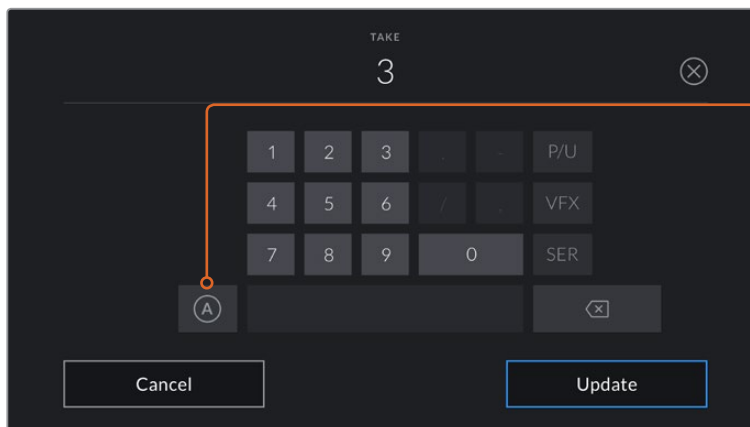 TAKE
3
1 2 3 . - P/U
4 5 6 / , VFX
7 8 9 0 SER
A
Cancel Update